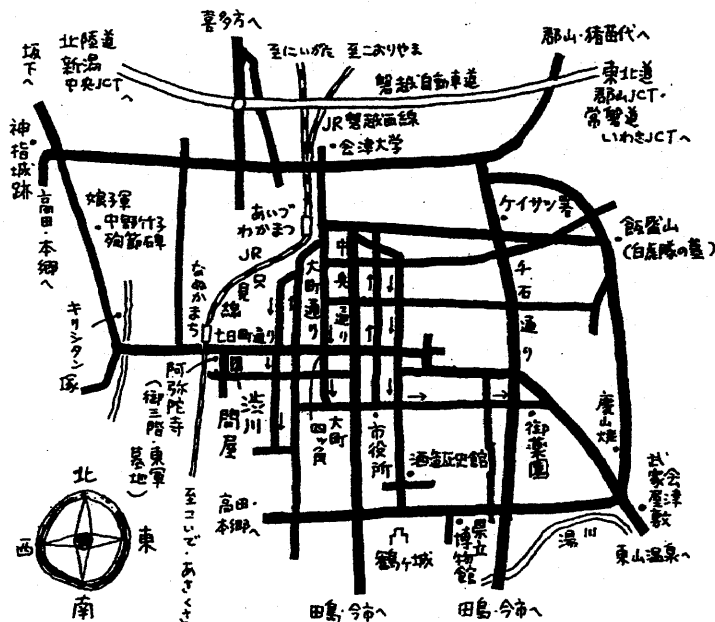 喜多方へ
坂下へ
北陸道
新潟
中央JCTへ
至にいがた
至こおりやま
郡山・猪苗代へ
磐越自動車道
東北道
郡山JCT・
常磐道
いわきJCTへ
JR磐越西線
会津大学
神指城跡
高田・本郷へ
娘子軍
中野竹子
殉節碑
あいづ
わかまつ
ケイサン署
飯盛山
(白虎隊の墓)
JR只見線
なぬかまち
大町通り
中央通り
千石通り
キリシタン塚
七日町通り
阿弥陀寺
(御三階・東軍墓地)
渋川
問屋
四ツ角
大町
市役所
酒造歴史館
御薬園
慶山焼
会津
武家屋敷
北
西
東
南
至こいで・あさくさ
高田・
本郷へ
鶴ヶ城
県立
博物館
湯川
東山温泉へ
田島・今市へ
田島・今市へ